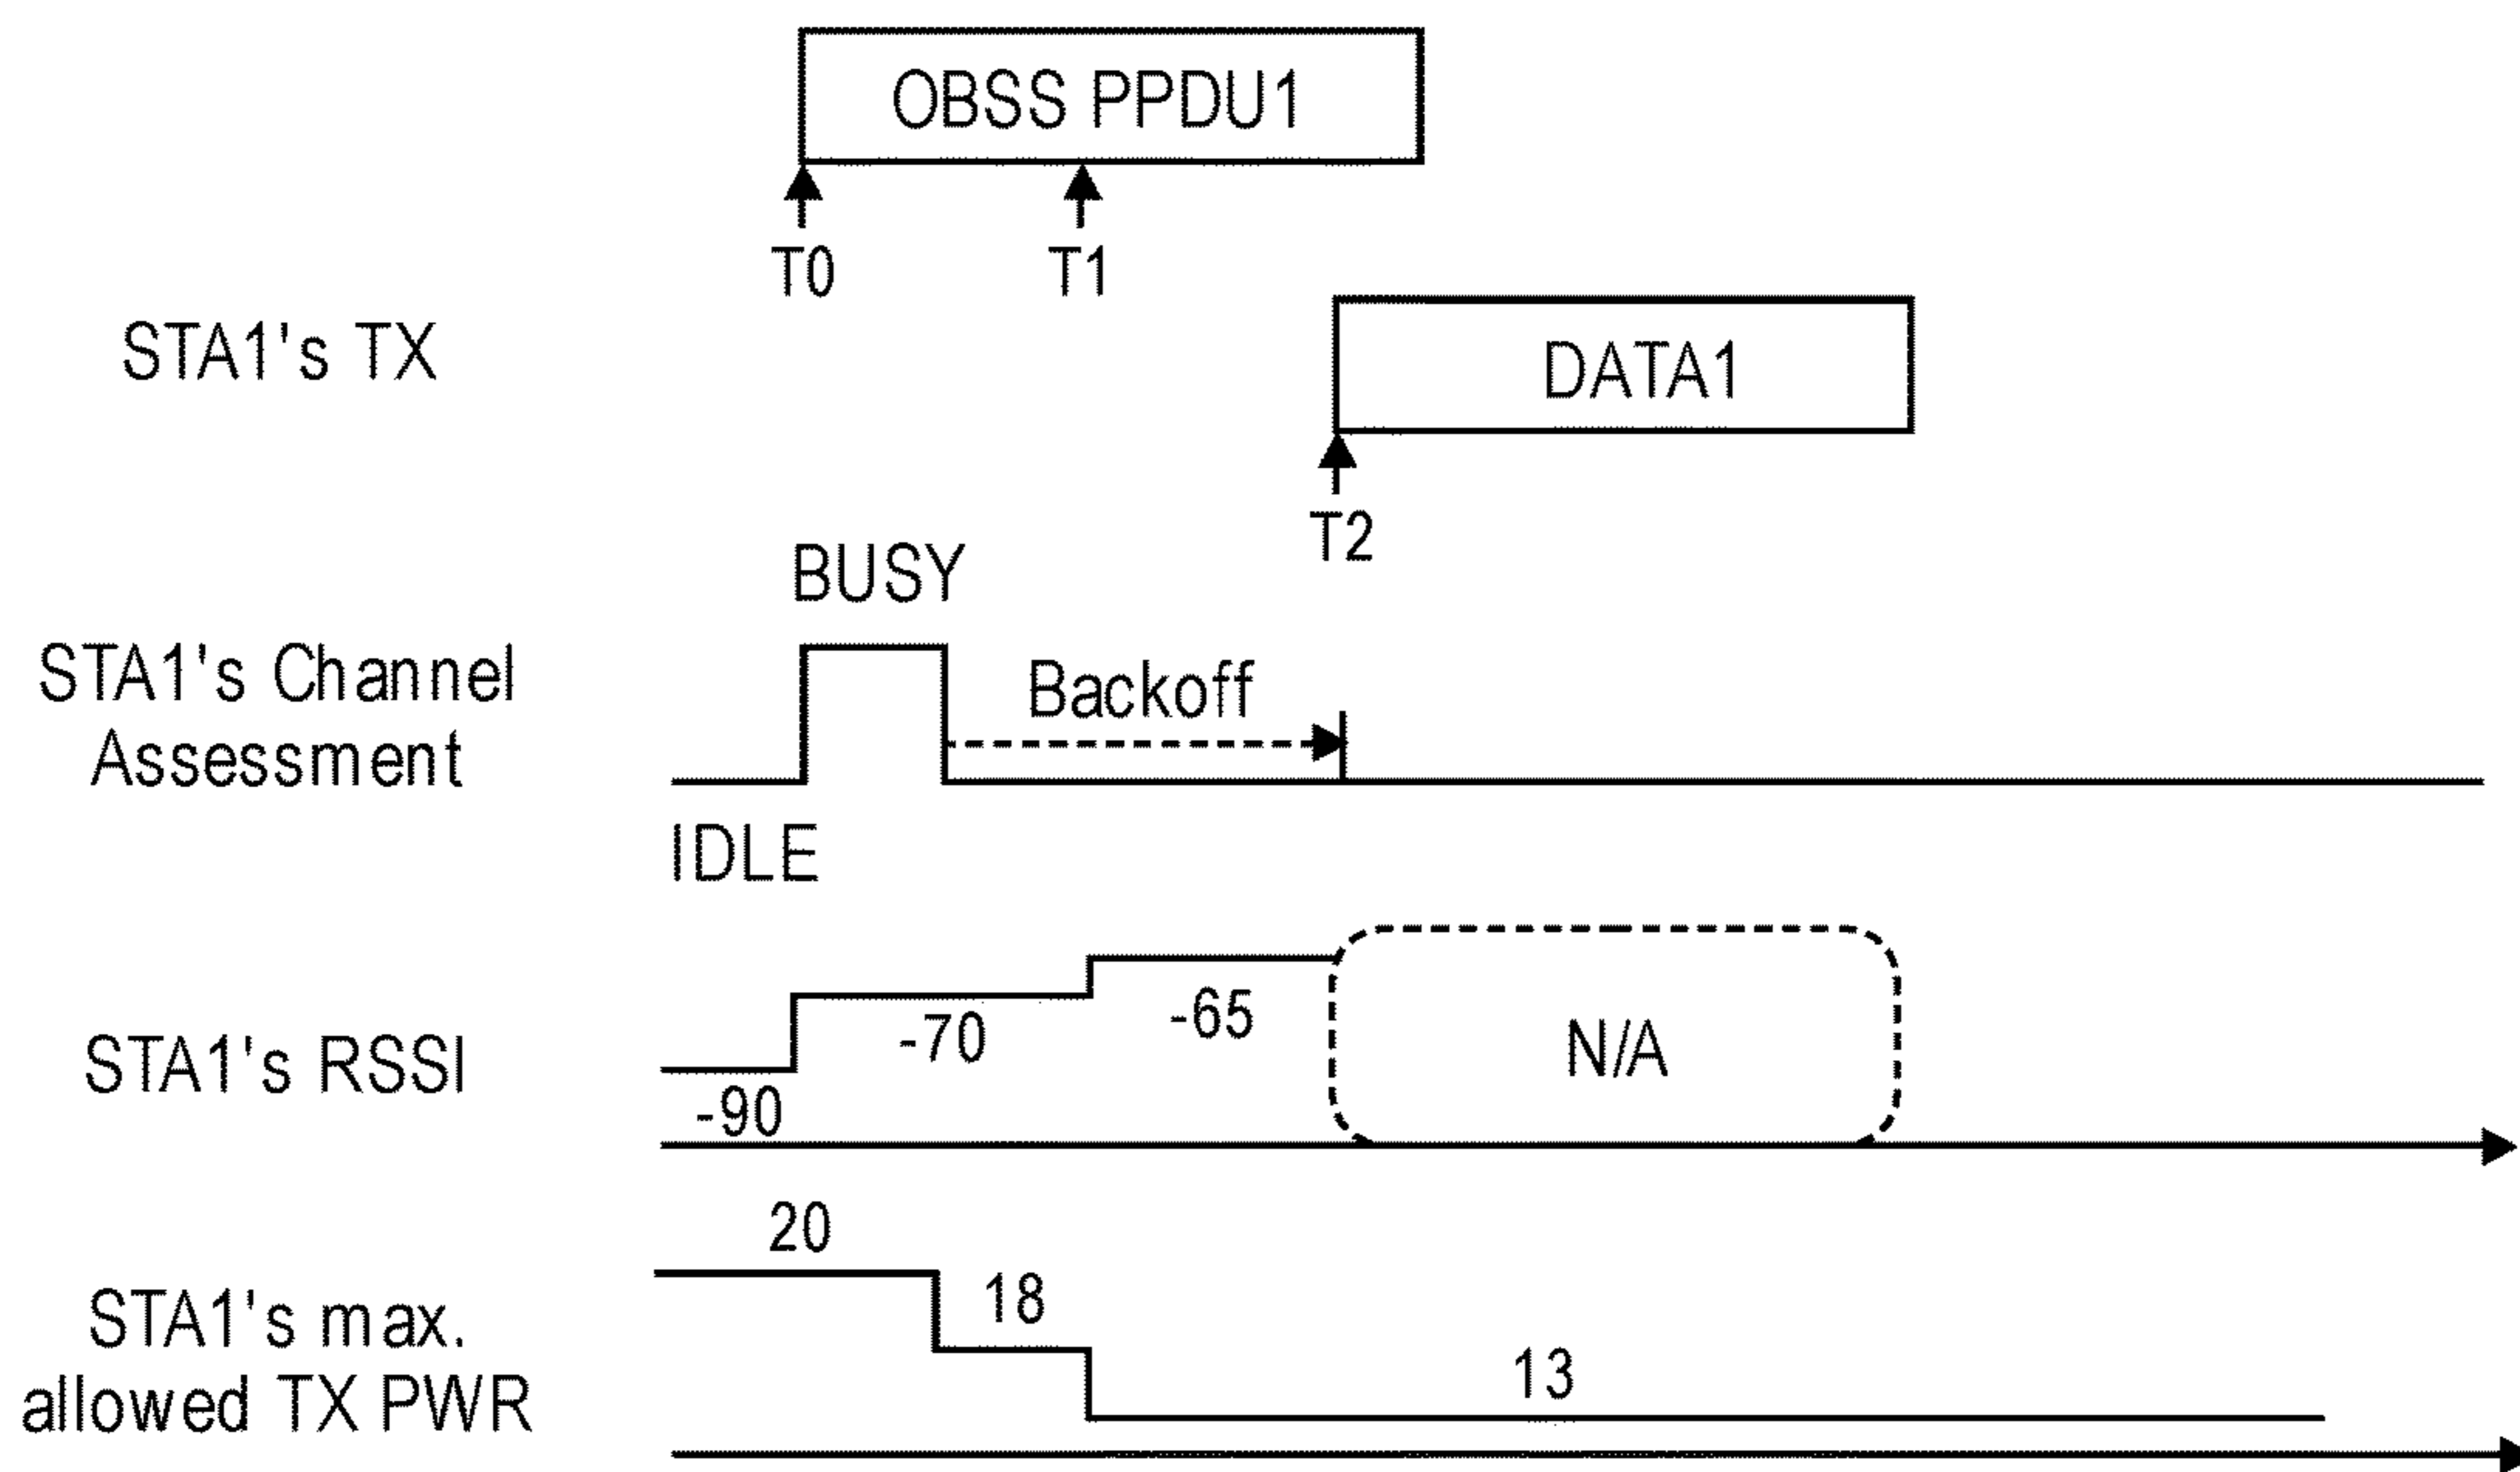 OBSS PPDU1
T0
T1
STA1's TX
DATA1
T2
BUSY
STA1's Channel
Assessment
Backoff
IDLE
STA1's RSSI
-90
-70
-65
N/A
20
STA1's max.
allowed TX PWR
18
13